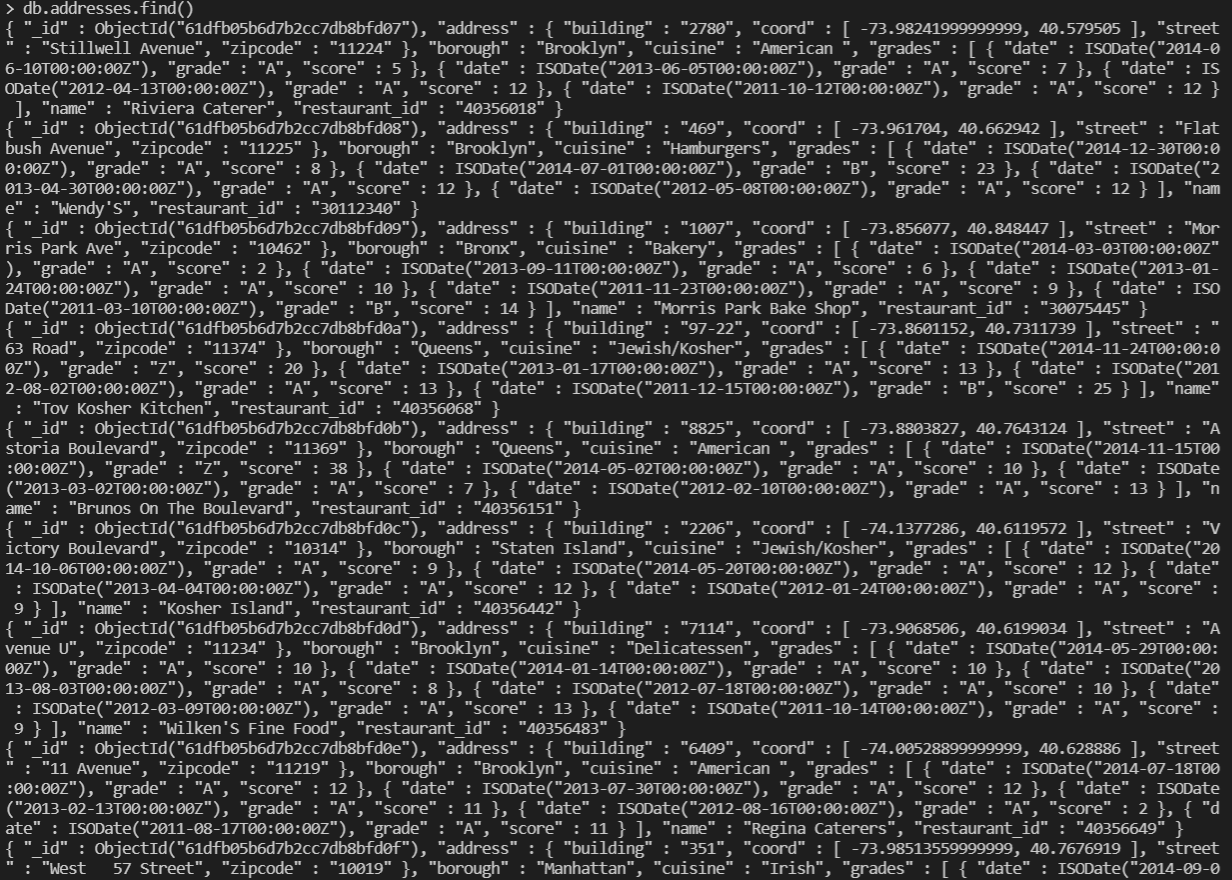 > db.addresses.find()
{ "_id" : ObjectId("61dfb05b6d7b2cc7db8bfd07"), "address" : { "building" : "2780", "coord" : [ -73.98241999999999, 40.579505 ], "street
" : "Stillwell Avenue", "zipcode" : "11224" }, "borough" : "Brooklyn", "cuisine" : "American ", "grades" : [ { "date" : ISODate("2014-0
6-10T00:00:00Z"), "grade" : "A", "score" : 5 }, { "date" : ISODate("2013-06-05T00:00:00Z"), "grade" : "A", "score" : 7 }, { "date" : IS
ODate("2012-04-13T00:00:00Z"), "grade" : "A", "score" : 12 }, { "date" : ISODate("2011-10-12T00:00:00Z"), "grade" : "A", "score" : 12 }
 ], "name" : "Riviera Caterer", "restaurant_id" : "40356018" }
{ "_id" : ObjectId("61dfb05b6d7b2cc7db8bfd08"), "address" : { "building" : "469", "coord" : [ -73.961704, 40.662942 ], "street" : "Flat
bush Avenue", "zipcode" : "11225" }, "borough" : "Brooklyn", "cuisine" : "Hamburgers", "grades" : [ { "date" : ISODate("2014-12-30T00:0
0:00Z"), "grade" : "A", "score" : 8 }, { "date" : ISODate("2014-07-01T00:00:00Z"), "grade" : "B", "score" : 23 }, { "date" : ISODate("2
013-04-30T00:00:00Z"), "grade" : "A", "score" : 12 }, { "date" : ISODate("2012-05-08T00:00:00Z"), "grade" : "A", "score" : 12 } ], "nam
e" : "Wendy'S", "restaurant_id" : "30112340" }
{ "_id" : ObjectId("61dfb05b6d7b2cc7db8bfd09"), "address" : { "building" : "1007", "coord" : [ -73.856077, 40.848447 ], "street" : "Mor
ris Park Ave", "zipcode" : "10462" }, "borough" : "Bronx", "cuisine" : "Bakery", "grades" : [ { "date" : ISODate("2014-03-03T00:00:00Z"
), "grade" : "A", "score" : 2 }, { "date" : ISODate("2013-09-11T00:00:00Z"), "grade" : "A", "score" : 6 }, { "date" : ISODate("2013-01-
24T00:00:00Z"), "grade" : "A", "score" : 10 }, { "date" : ISODate("2011-11-23T00:00:00Z"), "grade" : "A", "score" : 9 }, { "date" : ISO
Date("2011-03-10T00:00:00Z"), "grade" : "B", "score" : 14 } ], "name" : "Morris Park Bake Shop", "restaurant_id" : "30075445" }
{ "_id" : ObjectId("61dfb05b6d7b2cc7db8bfd0a"), "address" : { "building" : "97-22", "coord" : [ -73.8601152, 40.7311739 ], "street" : "
63 Road", "zipcode" : "11374" }, "borough" : "Queens", "cuisine" : "Jewish/Kosher", "grades" : [ { "date" : ISODate("2014-11-24T00:00:0
0Z"), "grade" : "Z", "score" : 20 }, { "date" : ISODate("2013-01-17T00:00:00Z"), "grade" : "A", "score" : 13 }, { "date" : ISODate("201
2-08-02T00:00:00Z"), "grade" : "A", "score" : 13 }, { "date" : ISODate("2011-12-15T00:00:00Z"), "grade" : "B", "score" : 25 } ], "name"
 : "Tov Kosher Kitchen", "restaurant_id" : "40356068" }
{ "_id" : ObjectId("61dfb05b6d7b2cc7db8bfd0b"), "address" : { "building" : "8825", "coord" : [ -73.8803827, 40.7643124 ], "street" : "A
storia Boulevard", "zipcode" : "11369" }, "borough" : "Queens", "cuisine" : "American ", "grades" : [ { "date" : ISODate("2014-11-15T00
:00:00Z"), "grade" : "Z", "score" : 38 }, { "date" : ISODate("2014-05-02T00:00:00Z"), "grade" : "A", "score" : 10 }, { "date" : ISODate
("2013-03-02T00:00:00Z"), "grade" : "A", "score" : 7 }, { "date" : ISODate("2012-02-10T00:00:00Z"), "grade" : "A", "score" : 13 } ], "n
ame" : "Brunos On The Boulevard", "restaurant_id" : "40356151" }
{ "_id" : ObjectId("61dfb05b6d7b2cc7db8bfd0c"), "address" : { "building" : "2206", "coord" : [ -74.1377286, 40.6119572 ], "street" : "V
ictory Boulevard", "zipcode" : "10314" }, "borough" : "Staten Island", "cuisine" : "Jewish/Kosher", "grades" : [ { "date" : ISODate("20
14-10-06T00:00:00Z"), "grade" : "A", "score" : 9 }, { "date" : ISODate("2014-05-20T00:00:00Z"), "grade" : "A", "score" : 12 }, { "date"
 : ISODate("2013-04-04T00:00:00Z"), "grade" : "A", "score" : 12 }, { "date" : ISODate("2012-01-24T00:00:00Z"), "grade" : "A", "score" :
 9 } ], "name" : "Kosher Island", "restaurant_id" : "40356442" }
{ "_id" : ObjectId("61dfb05b6d7b2cc7db8bfd0d"), "address" : { "building" : "7114", "coord" : [ -73.9068506, 40.6199034 ], "street" : "A
venue U", "zipcode" : "11234" }, "borough" : "Brooklyn", "cuisine" : "Delicatessen", "grades" : [ { "date" : ISODate("2014-05-29T00:00:
00Z"), "grade" : "A", "score" : 10 }, { "date" : ISODate("2014-01-14T00:00:00Z"), "grade" : "A", "score" : 10 }, { "date" : ISODate("20
13-08-03T00:00:00Z"), "grade" : "A", "score" : 8 }, { "date" : ISODate("2012-07-18T00:00:00Z"), "grade" : "A", "score" : 10 }, { "date"
 : ISODate("2012-03-09T00:00:00Z"), "grade" : "A", "score" : 13 }, { "date" : ISODate("2011-10-14T00:00:00Z"), "grade" : "A", "score" :
 9 } ], "name" : "Wilken'S Fine Food", "restaurant_id" : "40356483" }
{ "_id" : ObjectId("61dfb05b6d7b2cc7db8bfd0e"), "address" : { "building" : "6409", "coord" : [ -74.00528899999999, 40.628886 ], "street
" : "11 Avenue", "zipcode" : "11219" }, "borough" : "Brooklyn", "cuisine" : "American ", "grades" : [ { "date" : ISODate("2014-07-18T00
:00:00Z"), "grade" : "A", "score" : 12 }, { "date" : ISODate("2013-07-30T00:00:00Z"), "grade" : "A", "score" : 12 }, { "date" : ISODate
("2013-02-13T00:00:00Z"), "grade" : "A", "score" : 11 }, { "date" : ISODate("2012-08-16T00:00:00Z"), "grade" : "A", "score" : 2 }, { "d
ate" : ISODate("2011-08-17T00:00:00Z"), "grade" : "A", "score" : 11 } ], "name" : "Regina Caterers", "restaurant_id" : "40356649" }
{ "_id" : ObjectId("61dfb05b6d7b2cc7db8bfd0f"), "address" : { "building" : "351", "coord" : [ -73.98513559999999, 40.7676919 ], "street
" : "West   57 Street", "zipcode" : "10019" }, "borough" : "Manhattan", "cuisine" : "Irish", "grades" : [ { "date" : ISODate("2014-09-0